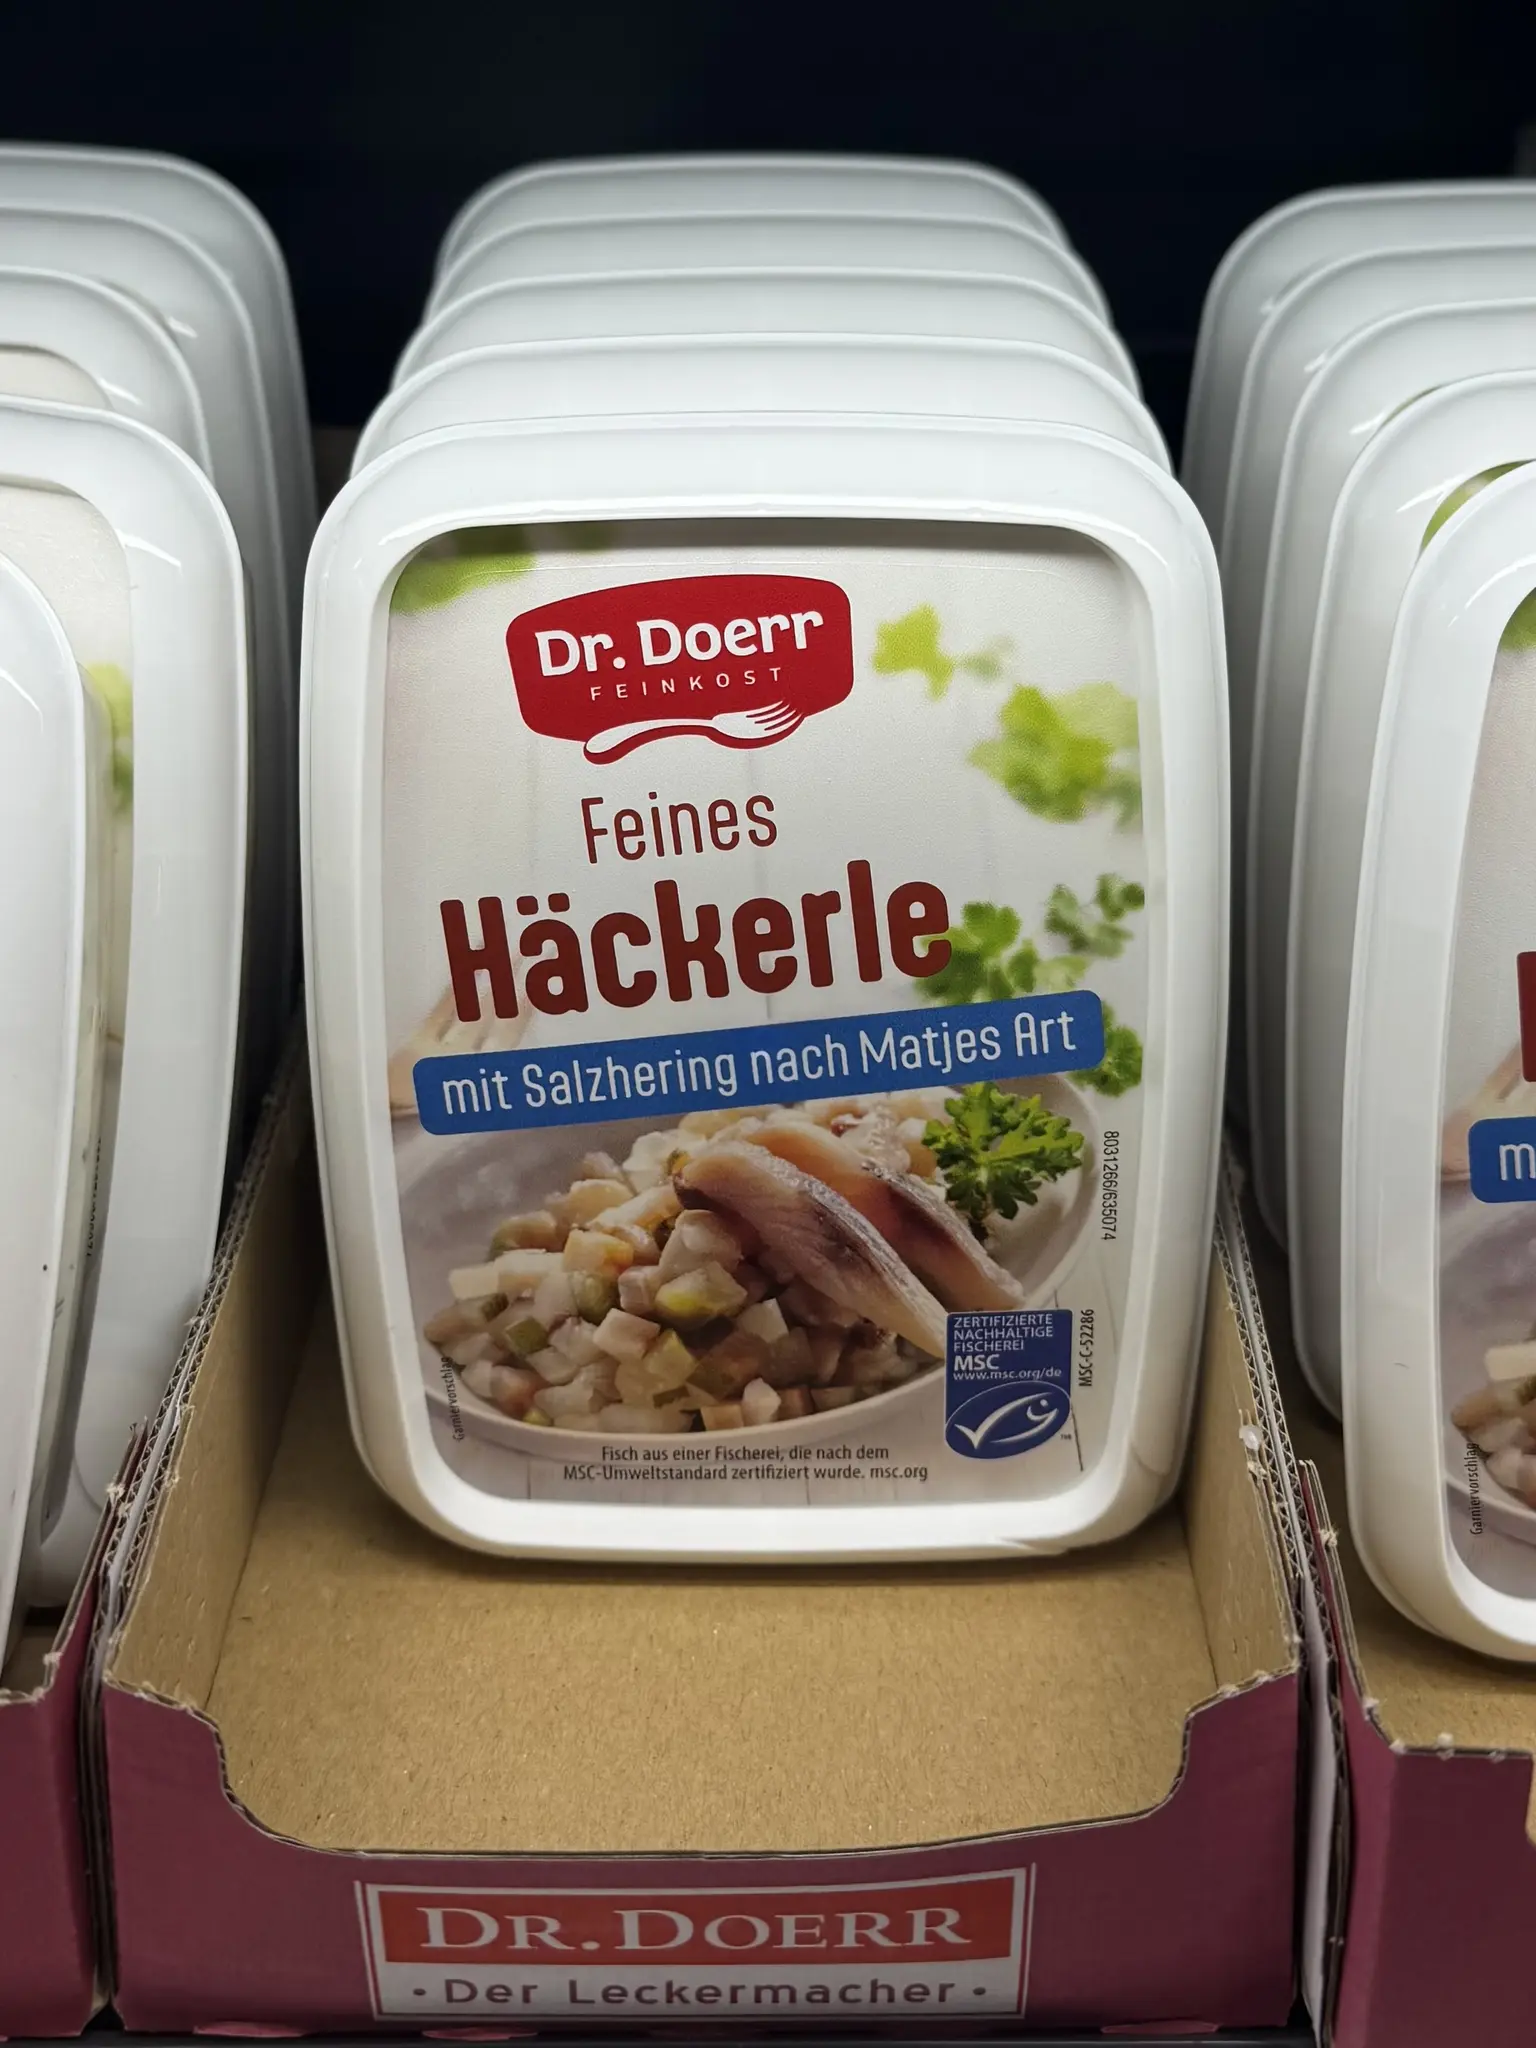 Dr. Doerr
FEINKOST
Feines
Häckerle
mit Salzhering nach Matjes Art
8031266/635074
ZERTIFIZIERTE
NACHHALTIGE
FISCHEREI
MSC
www.msc.org/de
MSC-C-52286
Garniervorschlag
Fisch aus einer Fischerei, die nach dem
MSC-Umweltstandard zertifiziert wurde. msc.org
m
Garniervorschlag
DR. DOERR
• Der Leckermacher •